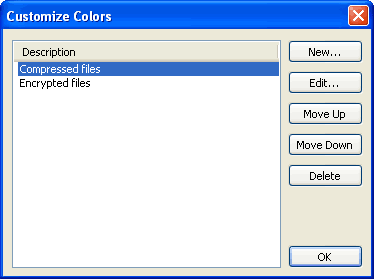 Customize Colors
Description
Compressed files
Encrypted files
New...
Edit...
Move Up
Move Down
Delete
OK